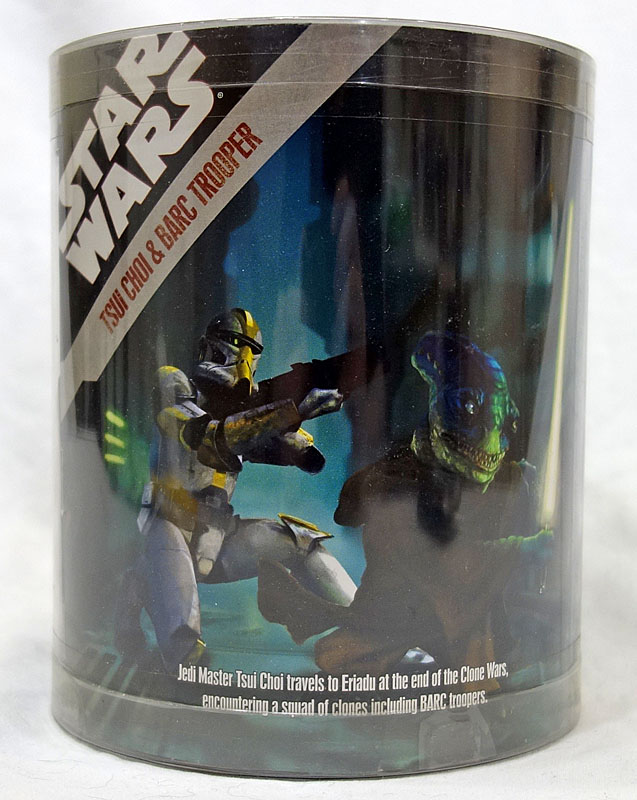 STAR
WARS®
TSUI CHOI & BARC TROOPER
Jedi Master Tsui Choi travels to Eriadu at the end of the Clone Wars,
encountering a squad of clones including BARC troopers.